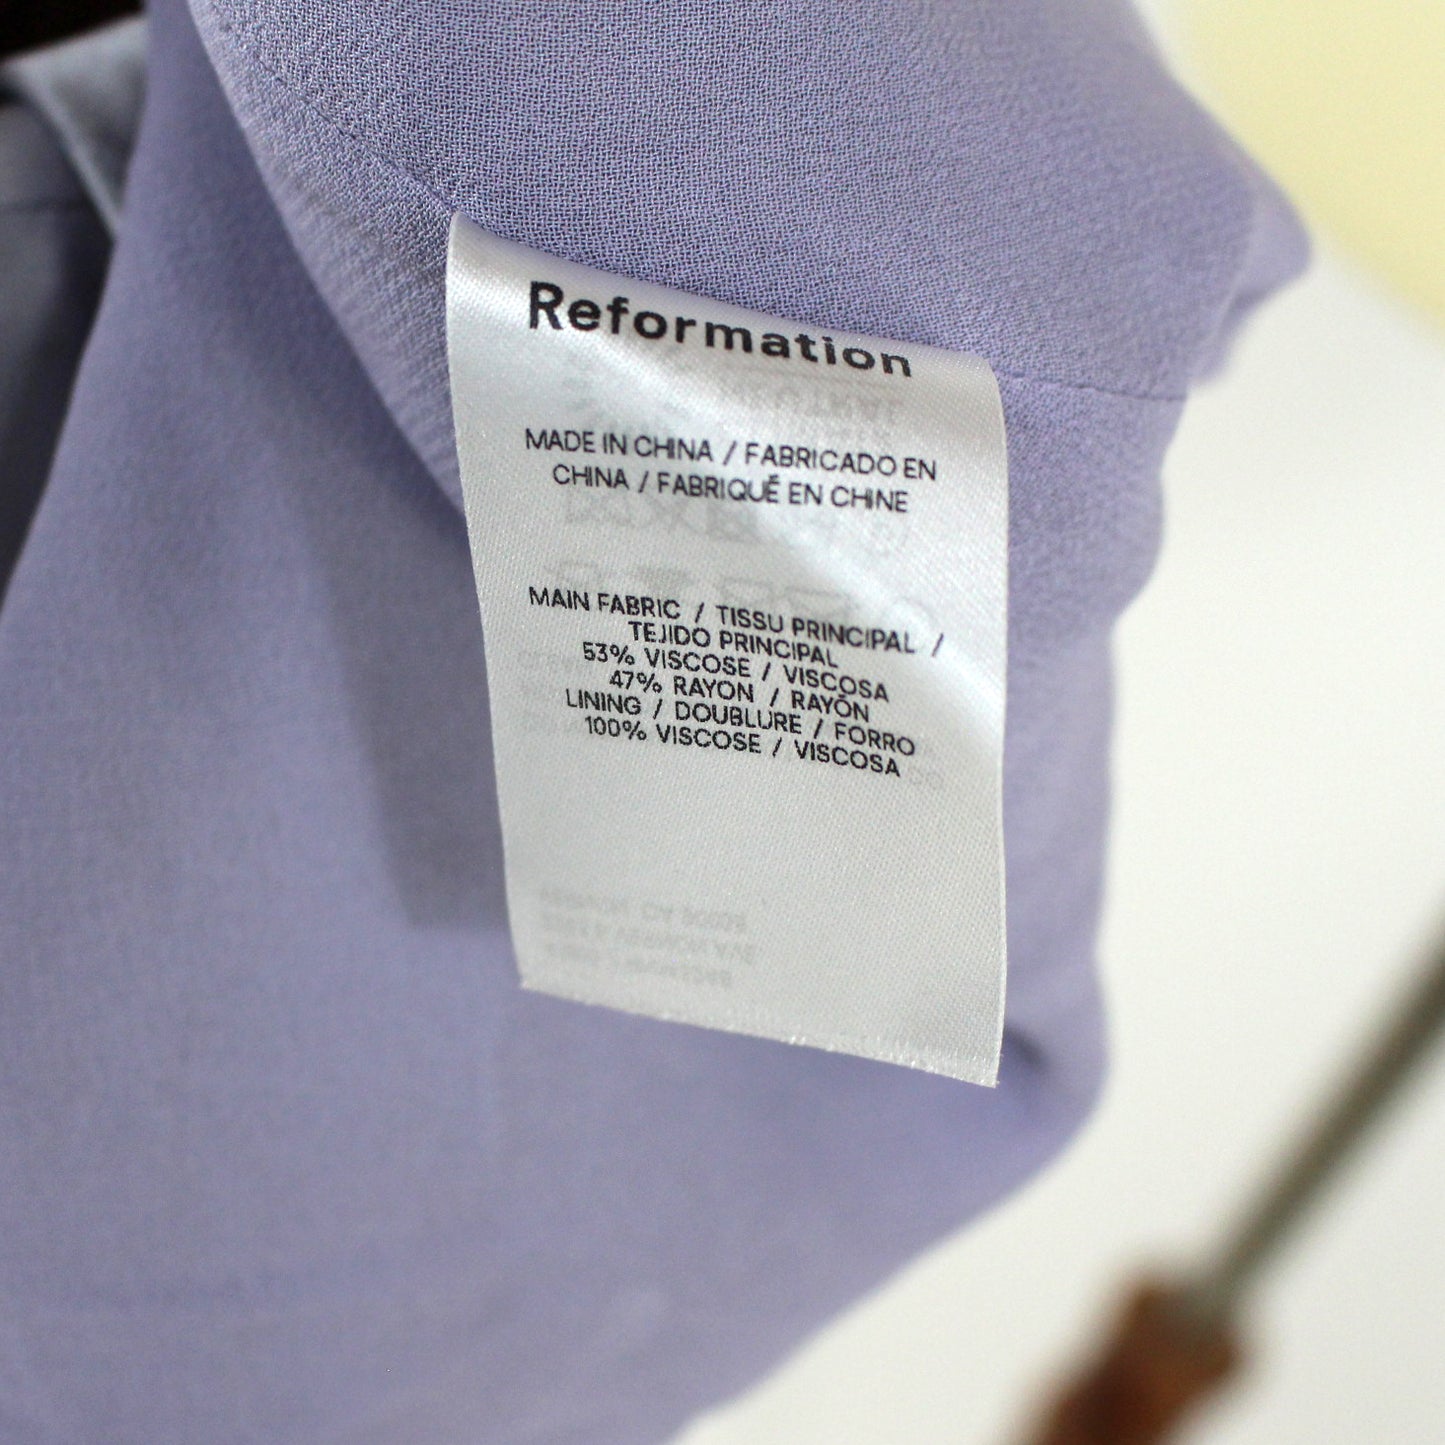 Reformation
MADE IN CHINA / FABRICADO EN
CHINA / FABRIQUÉ EN CHINE
MAIN FABRIC / TISSU PRINCIPAL /
TEJIDO PRINCIPAL
53% VISCOSE / VISCOSA
47% RAYON / RAYÓN
LINING / DOUBLURE / FORRO
100% VISCOSE / VISCOSA